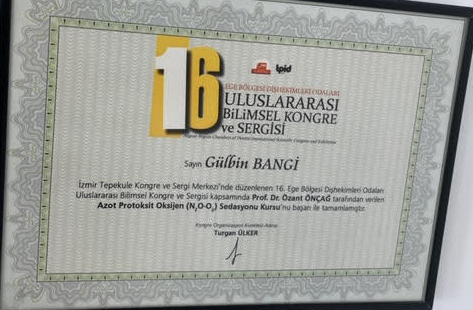 16
ipid
EGE BÖLGESİ DİŞHEKİMLERİ ODALARI
ULUSLARARASI
BİLİMSEL KONGRE
ve SERGİSİ
Sayın Gülbin BANGİ
İzmir Tepekule Kongre ve Sergi Merkezi'nde düzenlenen 16. Ege Bölgesi Dişhekimleri Odaları
Uluslararası Bilimsel Kongre ve Sergisi kapsamında Prof. Dr. Özant ÖNÇAĞ tarafından verilen
Azot Protoksit Oksijen (N₂O-O₂) Sedasyonu Kursu'nu başarı ile tamamlamıştır.
Kongre Organizasyon Komitesi Adına
Turgan ÜLKER